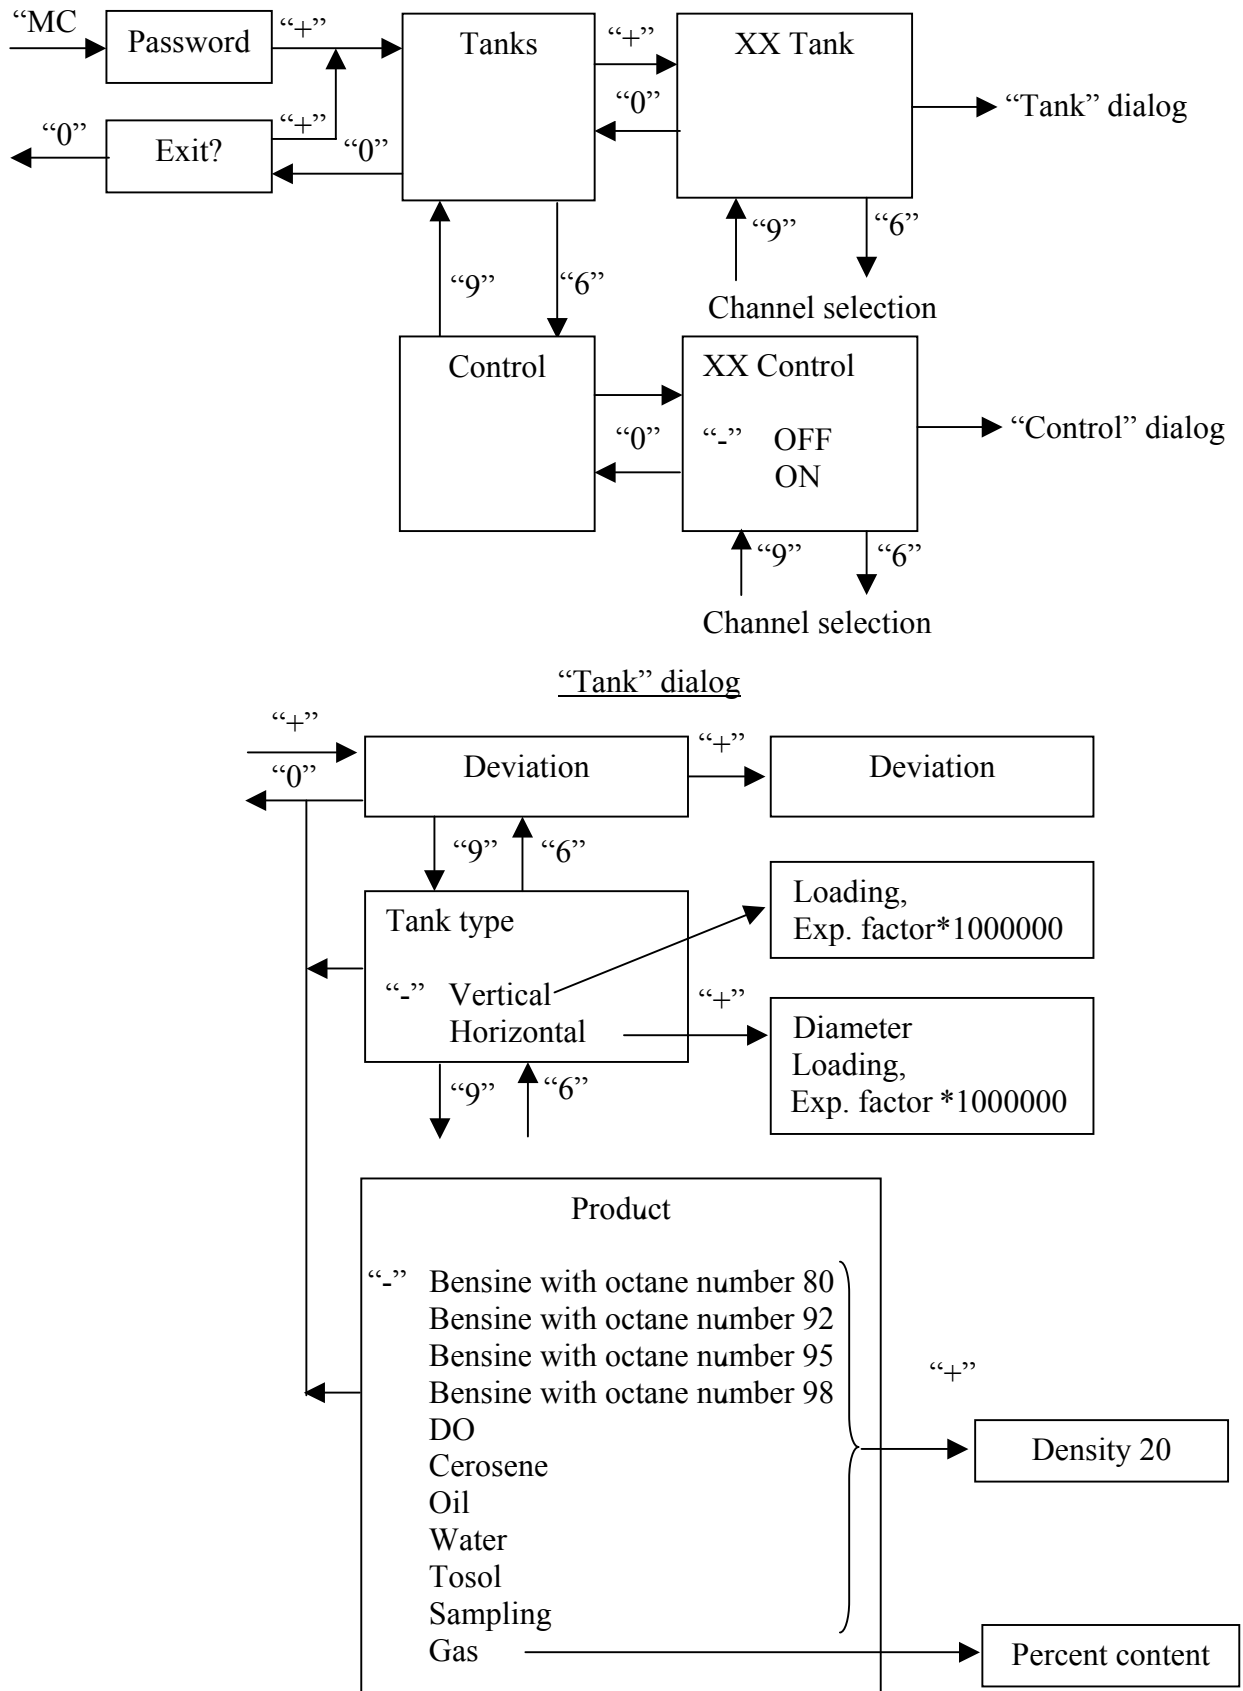 “MC
Password
“+”
Tanks
“+”
XX Tank
“0”
“Tank” dialog
“0”
Exit?
“+”
“0”
“9”
“6”
“9”
“6”
Channel selection
Control
XX Control
“0”
“-” OFF
ON
“Control” dialog
“9”
“6”
Channel selection
“Tank” dialog
“+”
“0”
Deviation
“+”
Deviation
“9”
“6”
Tank type
“-” Vertical
Horizontal
“+”
Loading,
Exp. factor*1000000
Diameter
Loading,
Exp. factor *1000000
“9”
“6”
Product
“-” Bensine with octane number 80
Bensine with octane number 92
Bensine with octane number 95
Bensine with octane number 98
DO
Cerosene
Oil
Water
Tosol
Sampling
Gas
“+”
Density 20
Percent content